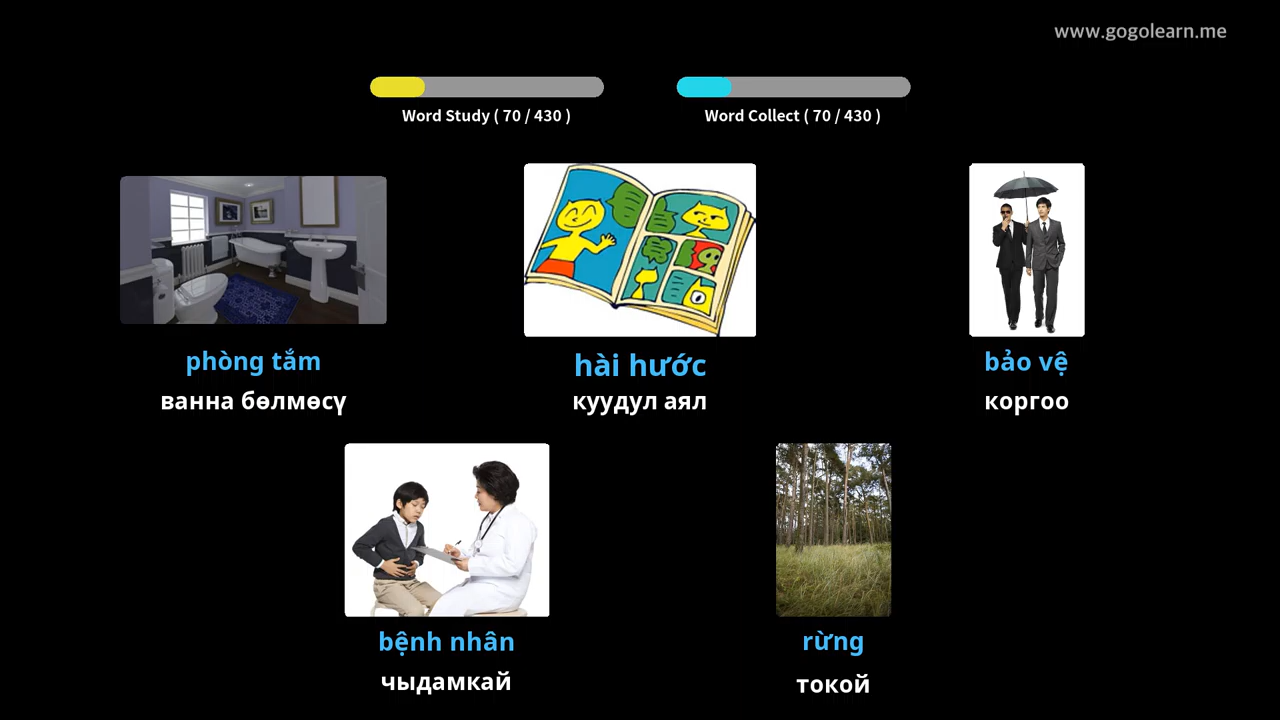 www.gogolearn.me
Word Study ( 70 / 430 )
Word Collect ( 70 / 430 )
phòng tắm
ванна бөлмөсү
hài hước
куудул аял
bảo vệ
коргоо
bệnh nhân
чыдамкай
rừng
токой